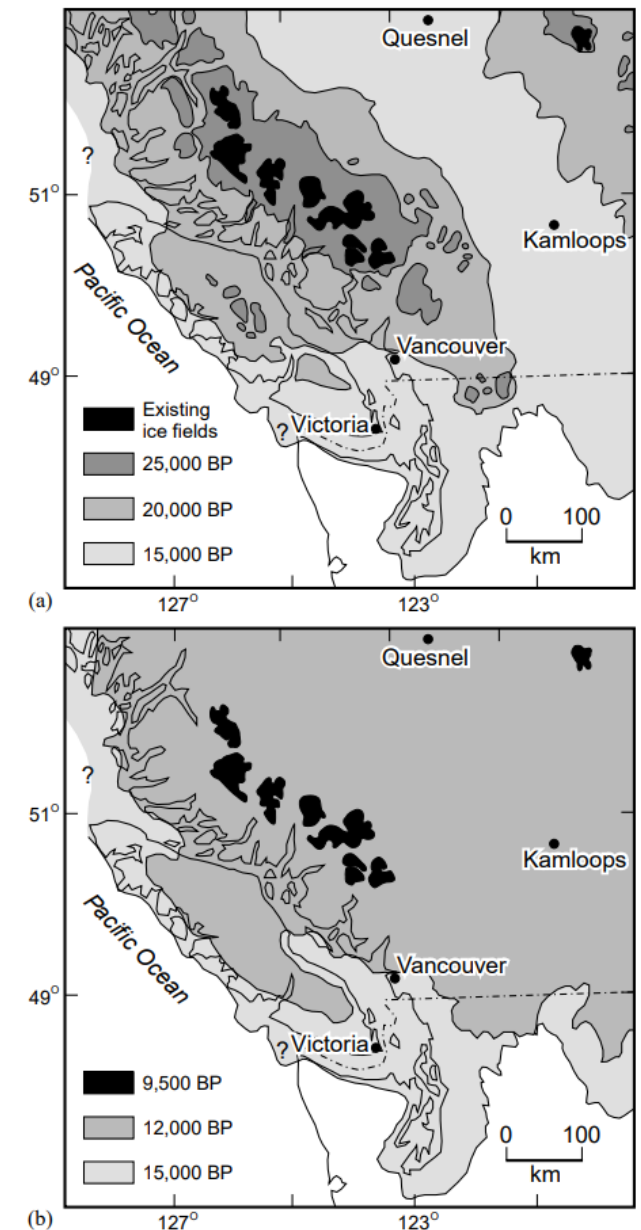 Quesnel
?
51°
Kamloops
Pacific Ocean
Vancouver
49°
Existing
ice fields
?
Victoria
25,000 BP
20,000 BP
0 100
km
15,000 BP
(a)
127° 123°
Quesnel
?
51°
Kamloops
Pacific Ocean
Vancouver
49°
?
Victoria
9,500 BP
12,000 BP
0 100
km
15,000 BP
(b)
127° 123°